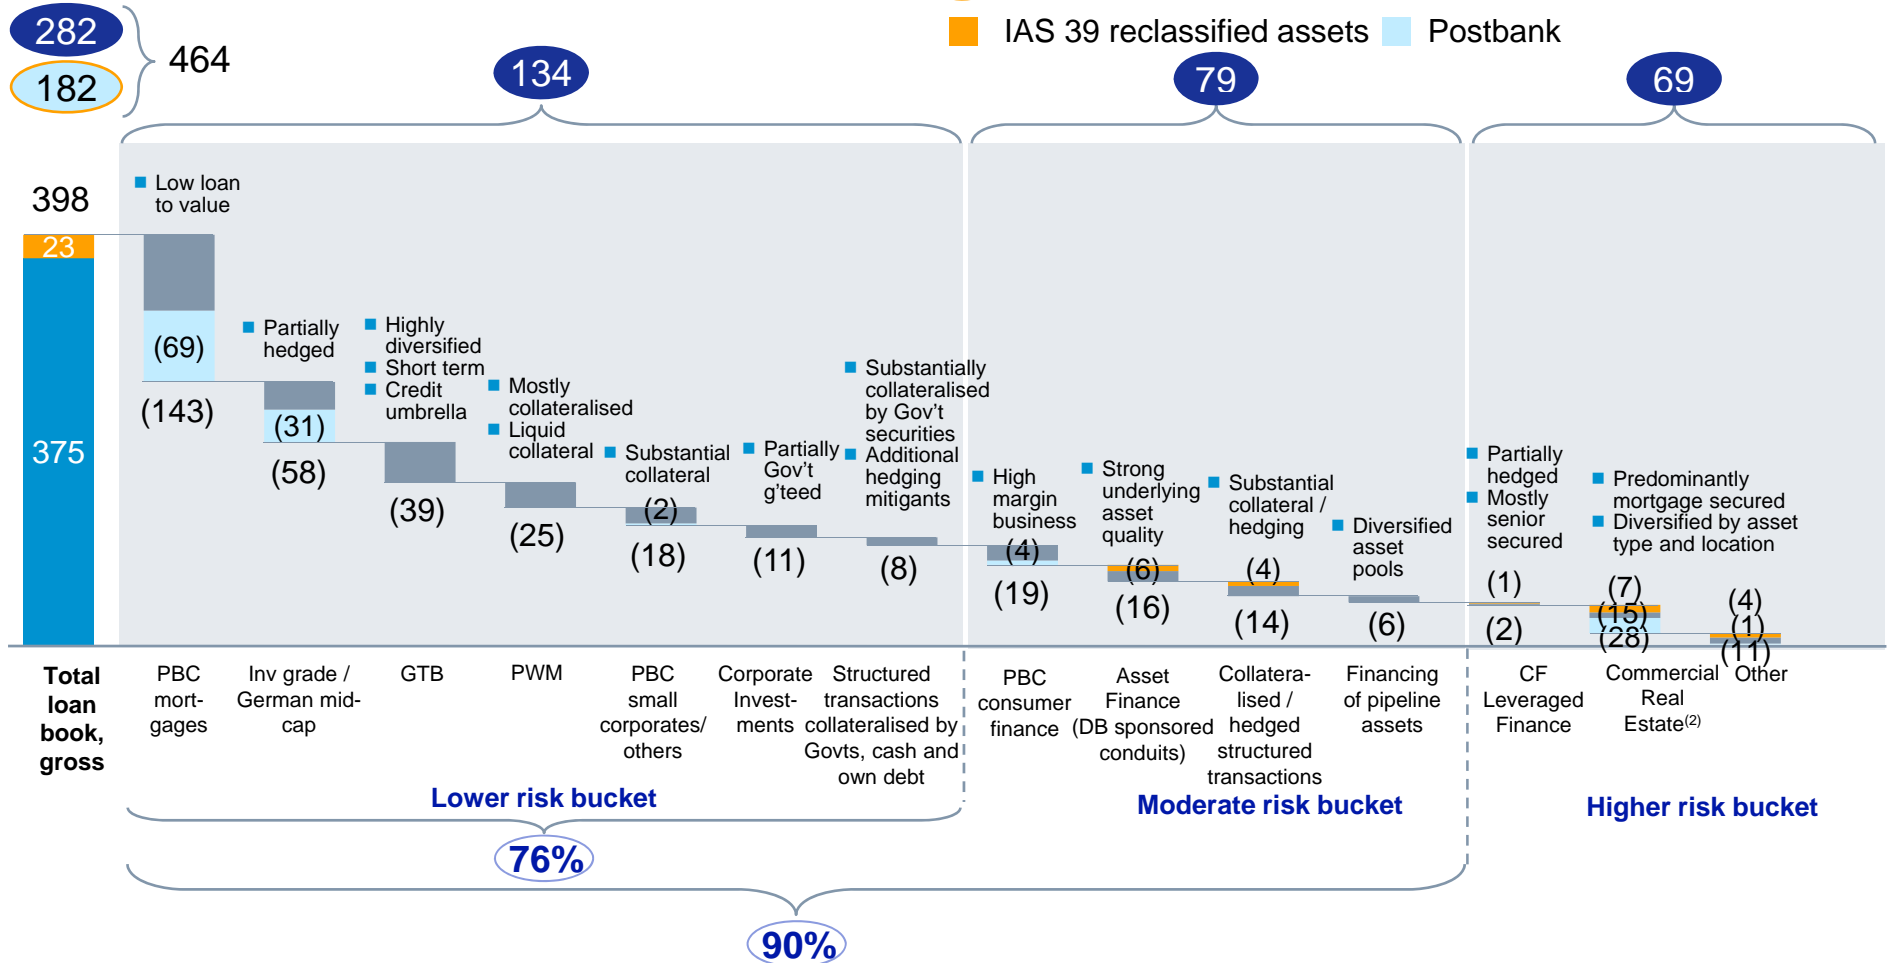 IAS 39 reclassified assets
Postbank
282
182
464
134
79
69
398
23
375
Low loan
to value
(69)
(143)
Partially
hedged
(31)
(58)
Highly
diversified
Short term
Credit
umbrella
(39)
Mostly
collateralised
Liquid
collateral
(25)
Substantial
collateral
(2)
(18)
Partially
Gov't
g'teed
(11)
Substantially
collateralised
by Gov't
securities
Additional
hedging
mitigants
(8)
High
margin
business
(4)
(19)
Strong
underlying
asset
quality
(6)
(16)
Substantial
collateral /
hedging
(4)
(14)
Diversified
asset
pools
(6)
Partially
hedged
Mostly
senior
secured
(1)
(2)
Predominantly
mortgage secured
Diversified by asset
type and location
(7)
(15)
(28)
(4)
(1)
(11)
Total
loan
book,
gross
PBC
mort-
gages
Inv grade /
German mid-
cap
GTB
PWM
PBC
small
corporates/
others
Corporate
Invest-
ments
Structured
transactions
collateralised by
Govts, cash and
own debt
PBC
consumer
finance
Asset
Finance
(DB sponsored
conduits)
Collatera-
lised /
hedged
structured
transactions
Financing
of pipeline
assets
CF
Leveraged
Finance
Commercial
Real
Estate(2)
Other
Lower risk bucket
Moderate risk bucket
Higher risk bucket
76%
90%